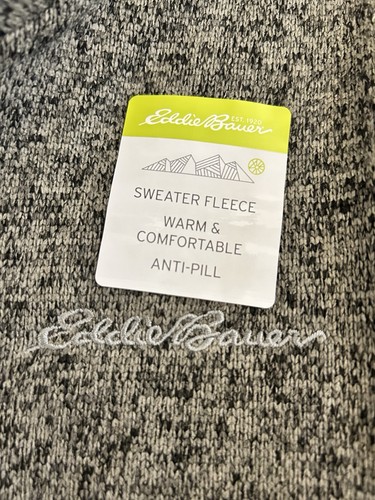 Eddie Bauer
EST. 1920
SWEATER FLEECE
WARM &
COMFORTABLE
ANTI-PILL
Eddie Bauer